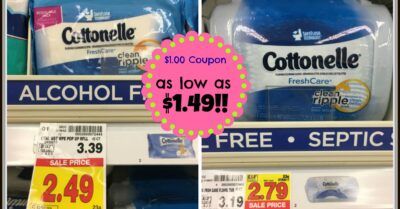 Cottonelle
FreshCare
clean
ripple
ALCOHOL F
3.39
SALE PRICE
2.49
$1.00 Coupon
as low as
$1.49!!
Cottonelle
FreshCare
clean
ripple
FREE • SEPTIC S
3.19
SALE PRICE
2.79